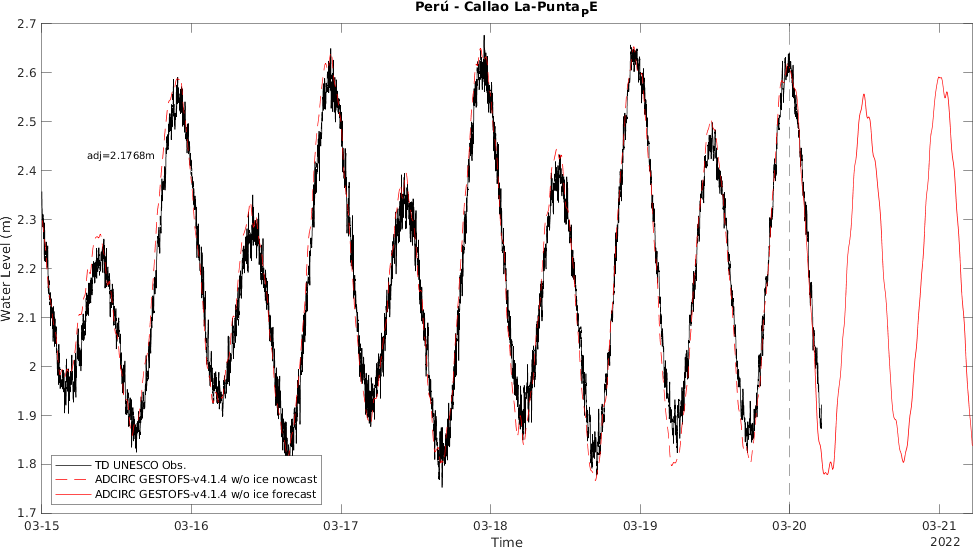 Perú - Callao La-Punta_PE
2.7
2.6
2.5
2.4
2.3
2.2
2.1
2
1.9
1.8
1.7
Water Level (m)
adj=2.1768m
TD UNESCO Obs.
ADCIRC GESTOFS-v4.1.4 w/o ice nowcast
ADCIRC GESTOFS-v4.1.4 w/o ice forecast
03-15 03-16 03-17 03-18 03-19 03-20 03-21
Time
2022